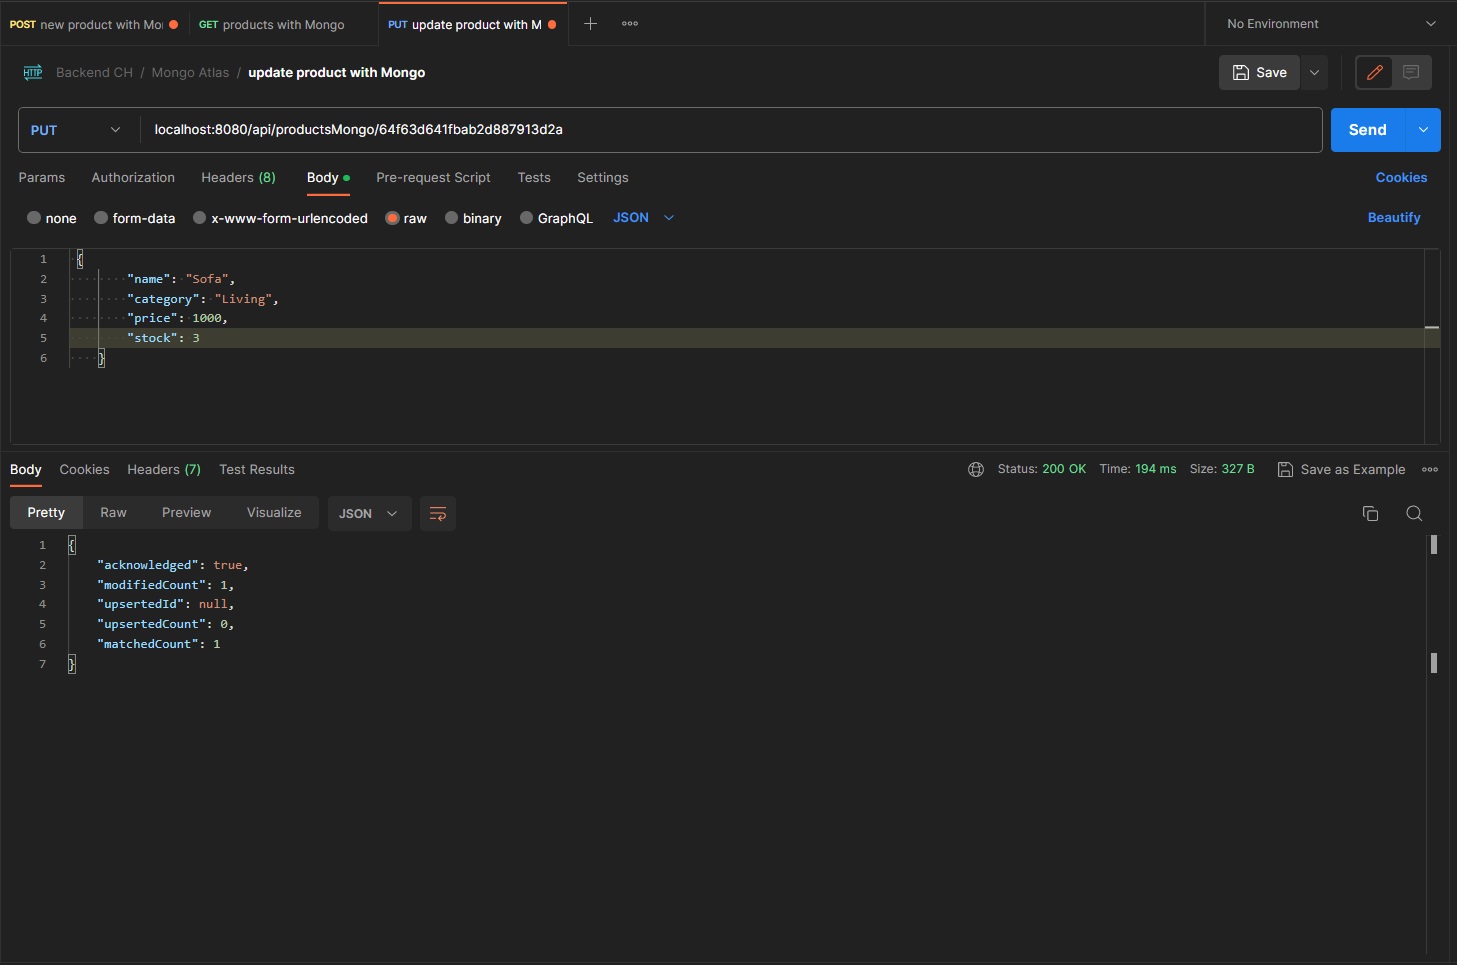 POST new product with Mo
GET products with Mongo
PUT update product with M
No Environment
HTTP Backend CH / Mongo Atlas / update product with Mongo
Save
PUT
localhost:8080/api/productsMongo/64f63d641fbab2d887913d2a
Send
Params Authorization Headers (8) Body Pre-request Script Tests Settings
Cookies
none form-data x-www-form-urlencoded raw binary GraphQL JSON
Beautify
1 {
2 "name": "Sofa",
3 "category": "Living",
4 "price": 1000,
5 "stock": 3
6 }
Body Cookies Headers (7) Test Results
Status: 200 OK Time: 194 ms Size: 327 B Save as Example
Pretty Raw Preview Visualize JSON
1 {
2 "acknowledged": true,
3 "modifiedCount": 1,
4 "upsertedId": null,
5 "upsertedCount": 0,
6 "matchedCount": 1
7 }